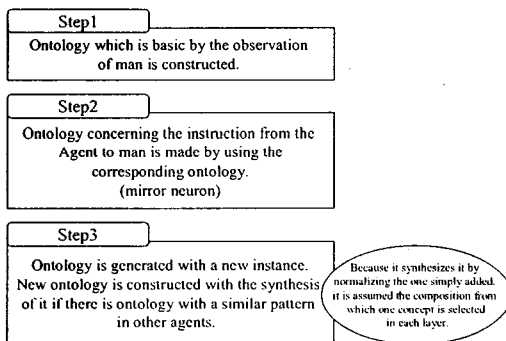 Step1
Ontology which is basic by the observation
of man is constructed.
Step2
Ontology concerning the instruction from the
Agent to man is made by using the
corresponding ontology.
(mirror neuron)
Step3
Ontology is generated with a new instance.
New ontology is constructed with the synthesis
of it if there is ontology with a similar pattern
in other agents.
Because it synthesizes it by
normalizing the one simply added,
it is assumed the composition from
which one concept is selected
in each layer.